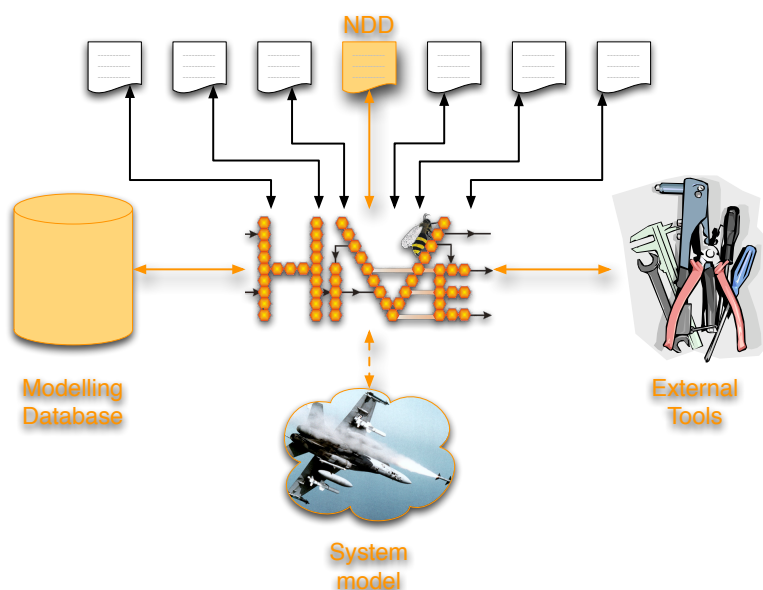 NDD
HIVE
Modelling
Database
External
Tools
System
model